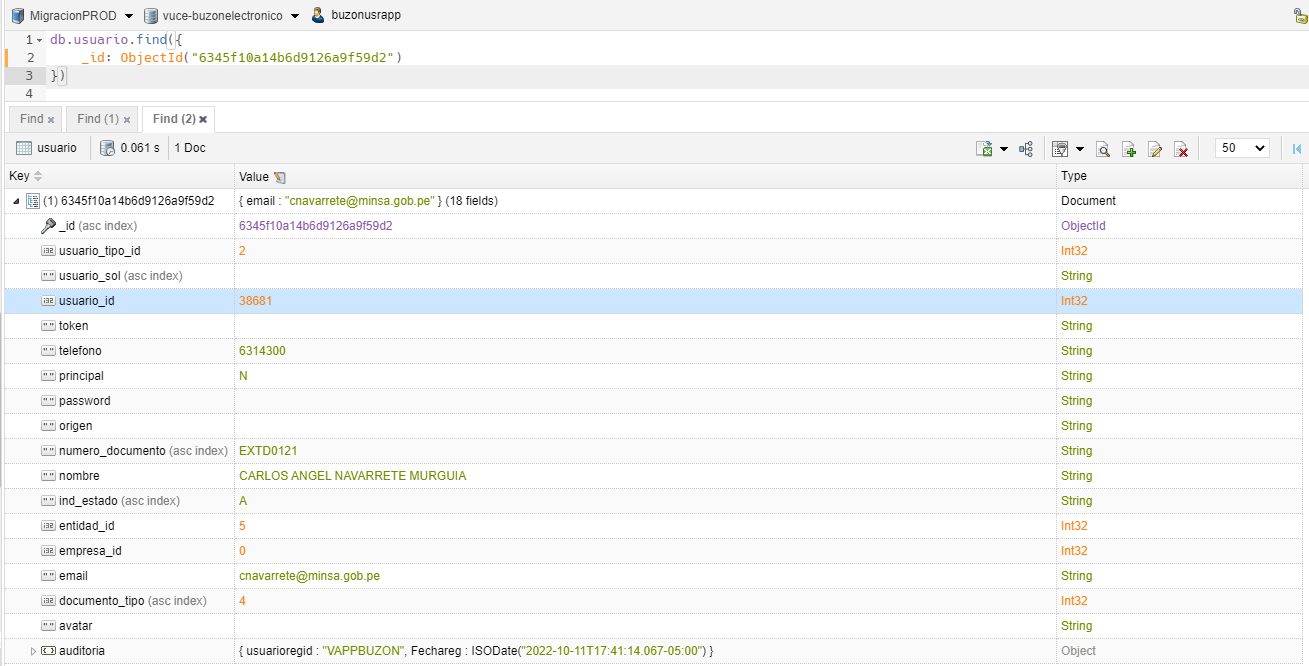 MigracionPROD vuce-buzonelectronico buzonusrapp
1 db.usuario.find({
2 _id: ObjectId("6345f10a14b6d9126a9f59d2")
3 })
4
Find × Find (1) × Find (2) ×
usuario 0.061 s 1 Doc 50
Key Value Type
(1) 6345f10a14b6d9126a9f59d2 { email : "cnavarrete@minsa.gob.pe" } (18 fields) Document
_id (asc index) 6345f10a14b6d9126a9f59d2 ObjectId
usuario_tipo_id 2 Int32
usuario_sol (asc index) String
usuario_id 38681 Int32
token String
telefono 6314300 String
principal N String
password String
origen String
numero_documento (asc index) EXTD0121 String
nombre CARLOS ANGEL NAVARRETE MURGUIA String
ind_estado (asc index) A String
entidad_id 5 Int32
empresa_id 0 Int32
email cnavarrete@minsa.gob.pe String
documento_tipo (asc index) 4 Int32
avatar String
auditoria { usuarioregid : "VAPPBUZON", Fechareg : ISODate("2022-10-11T17:41:14.067-05:00") } Object